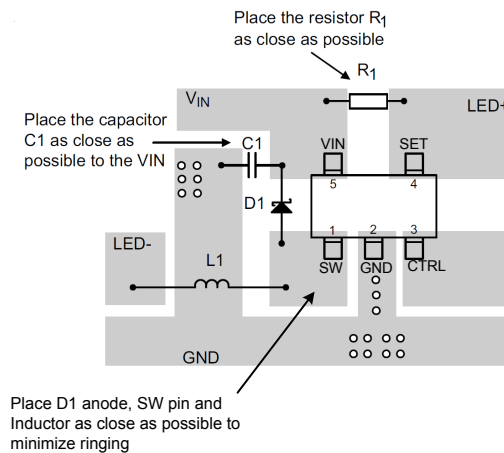 Place the resistor R1
as close as possible
R1
VIN
LED+
Place the capacitor
C1 as close as
possible to the VIN
C1
VIN
SET
5
4
D1
1
2
3
LED-
L1
SW
GND
CTRL
GND
Place D1 anode, SW pin and
Inductor as close as possible to
minimize ringing